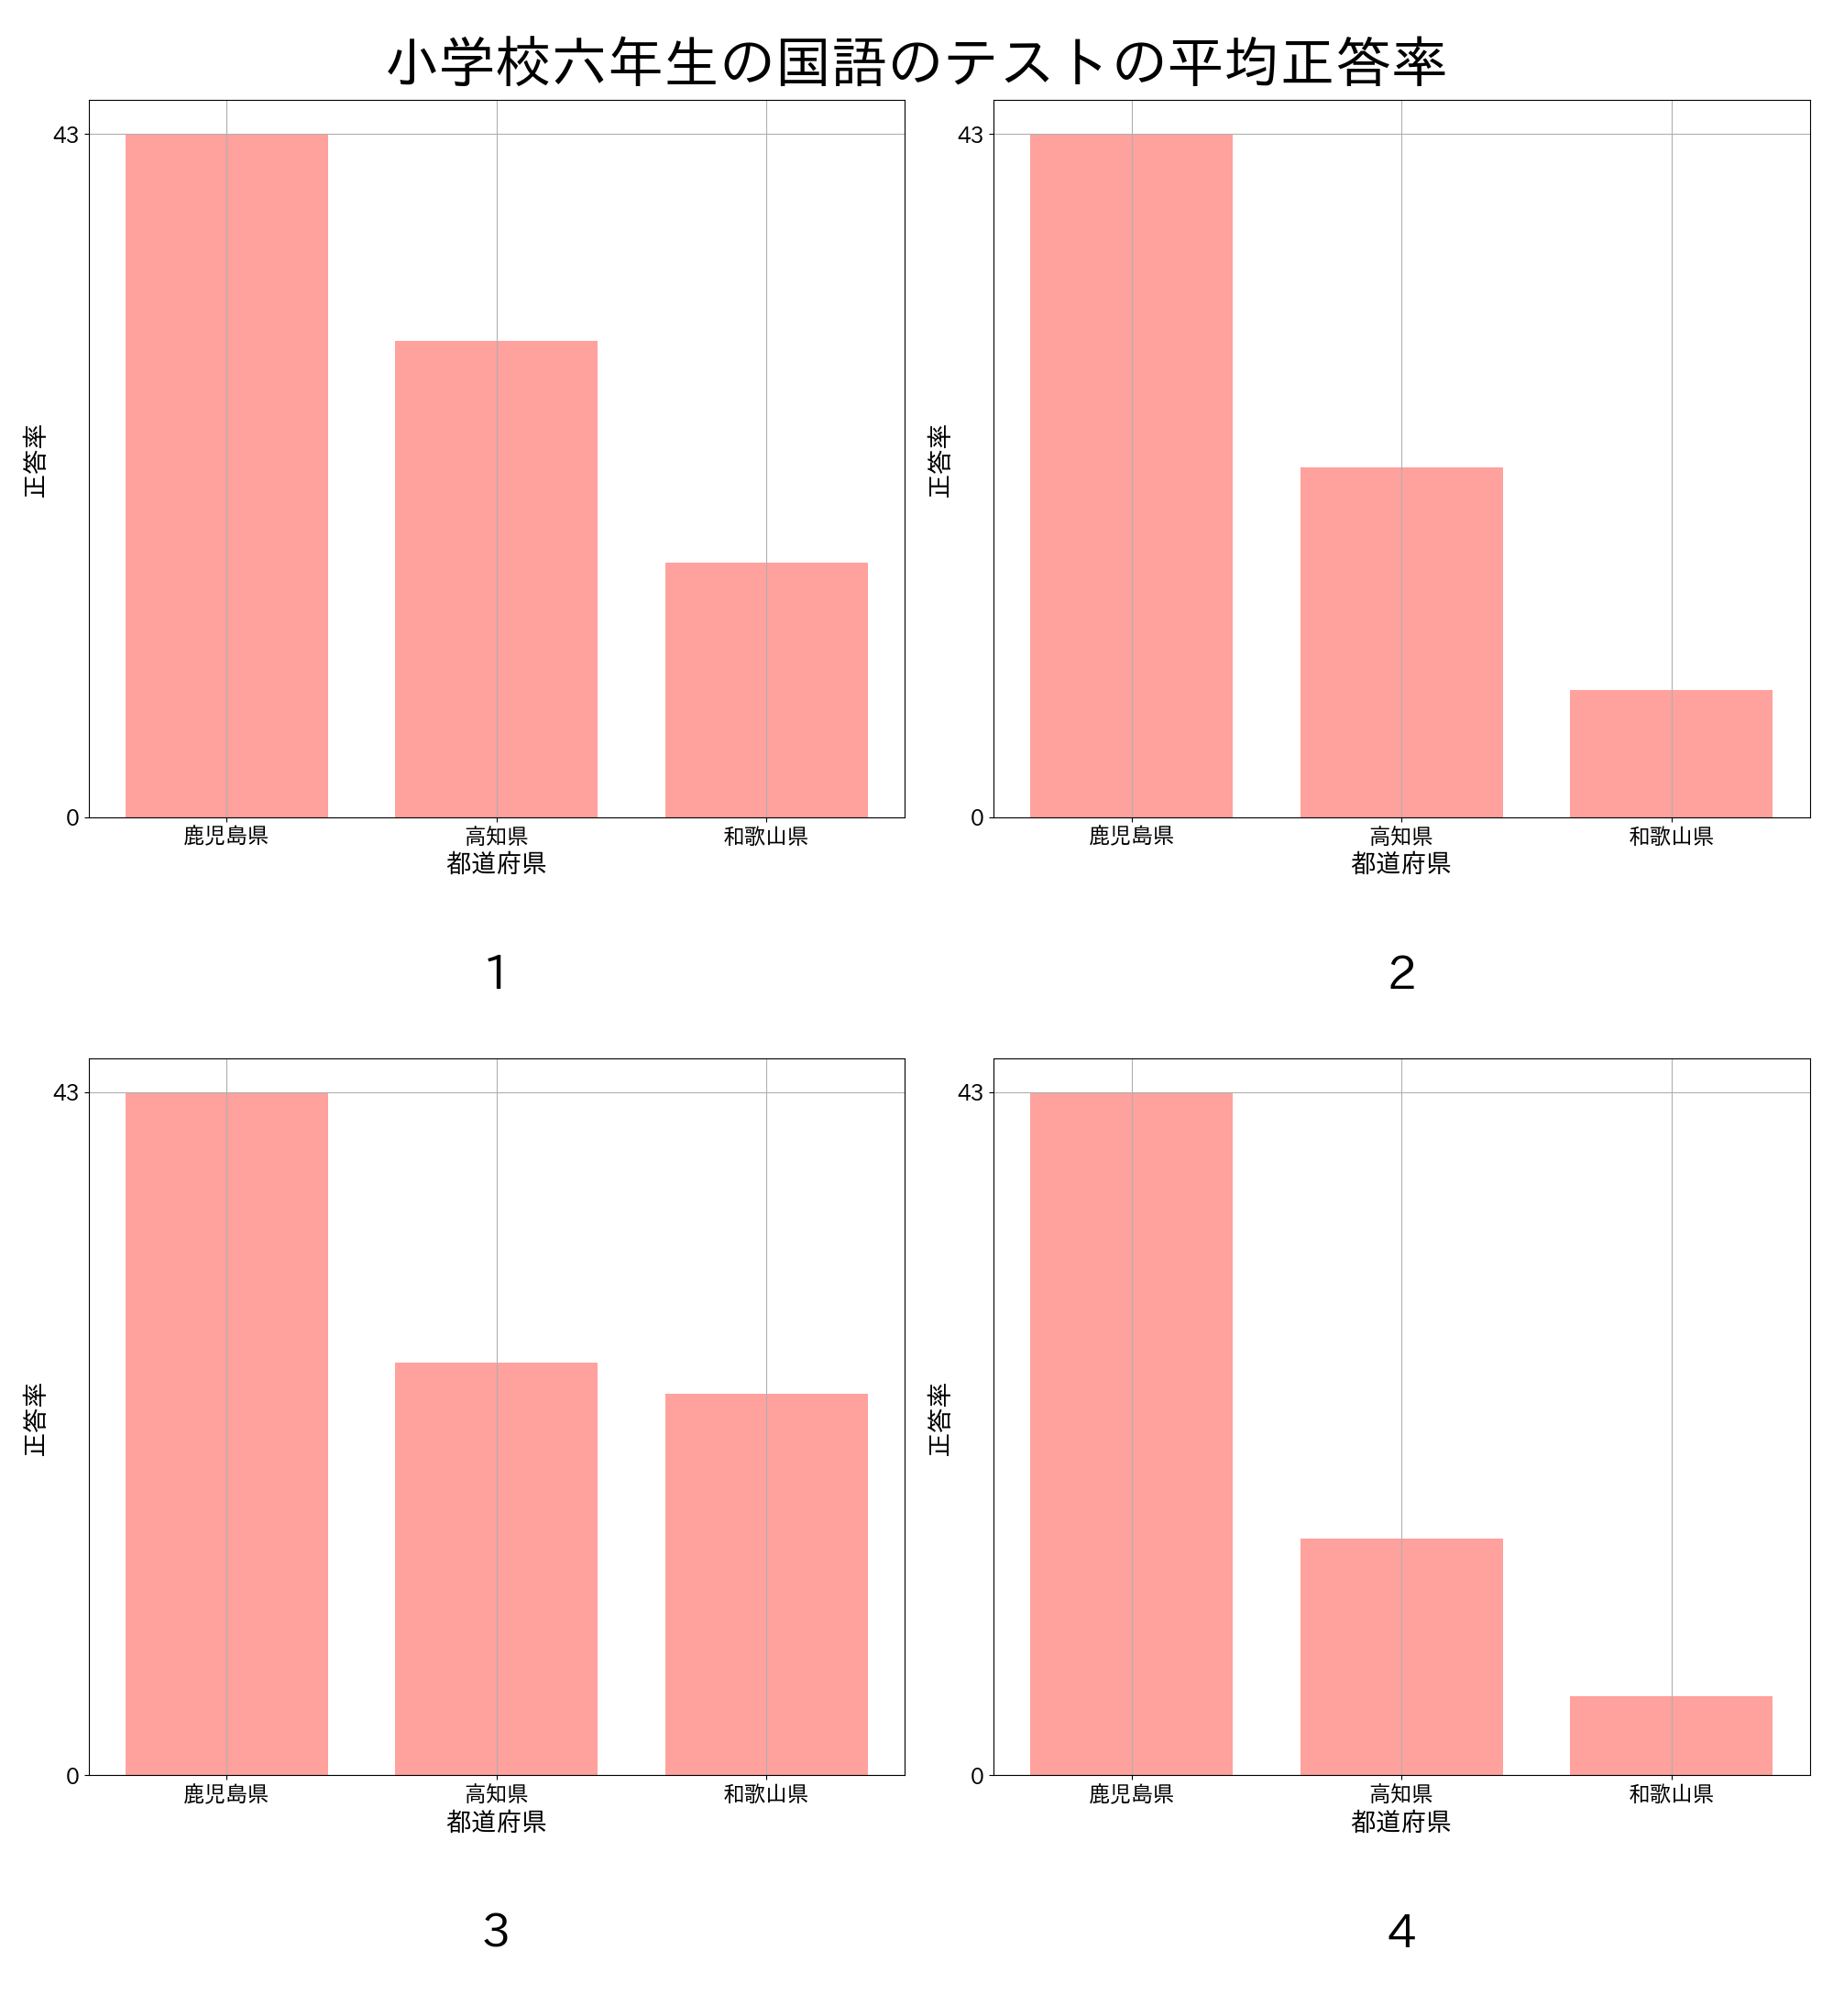 小学校六年生の国語のテストの平均正答率
43
0
正答率
鹿児島県 高知県 和歌山県
都道府県
1
43
0
正答率
鹿児島県 高知県 和歌山県
都道府県
2
43
0
正答率
鹿児島県 高知県 和歌山県
都道府県
3
43
0
正答率
鹿児島県 高知県 和歌山県
都道府県
4